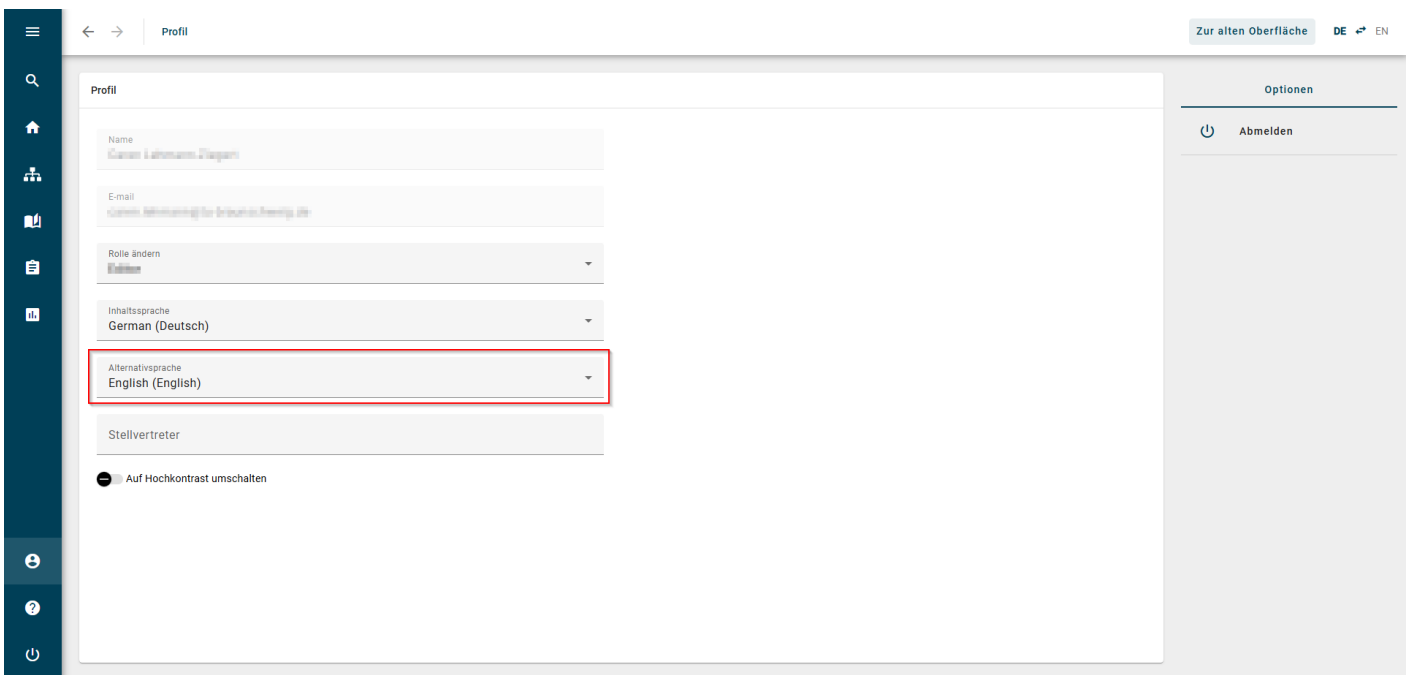 Profil
Zur alten Oberfläche
DE
EN
Profil
Name
E-mail
Rolle ändern
Inhaltssprache
German (Deutsch)
Alternativsprache
English (English)
Stellvertreter
Auf Hochkontrast umschalten
Optionen
Abmelden